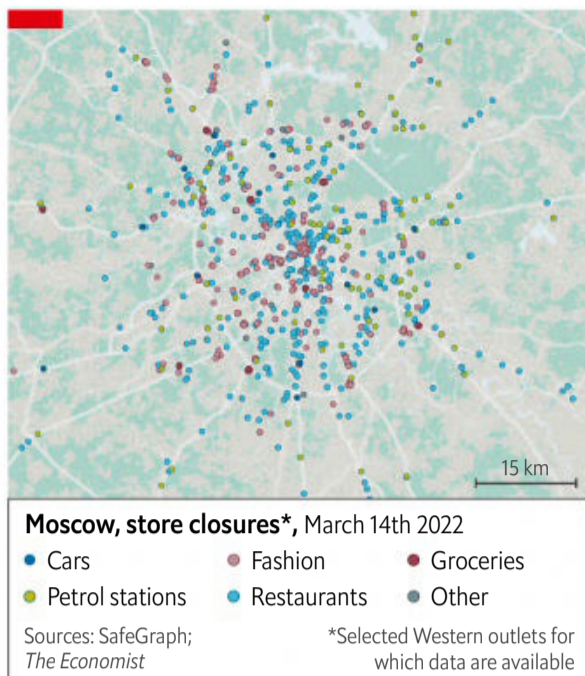 15 km
Moscow, store closures*, March 14th 2022
Cars
Fashion
Groceries
Petrol stations
Restaurants
Other
Sources: SafeGraph;
The Economist
*Selected Western outlets for
which data are available